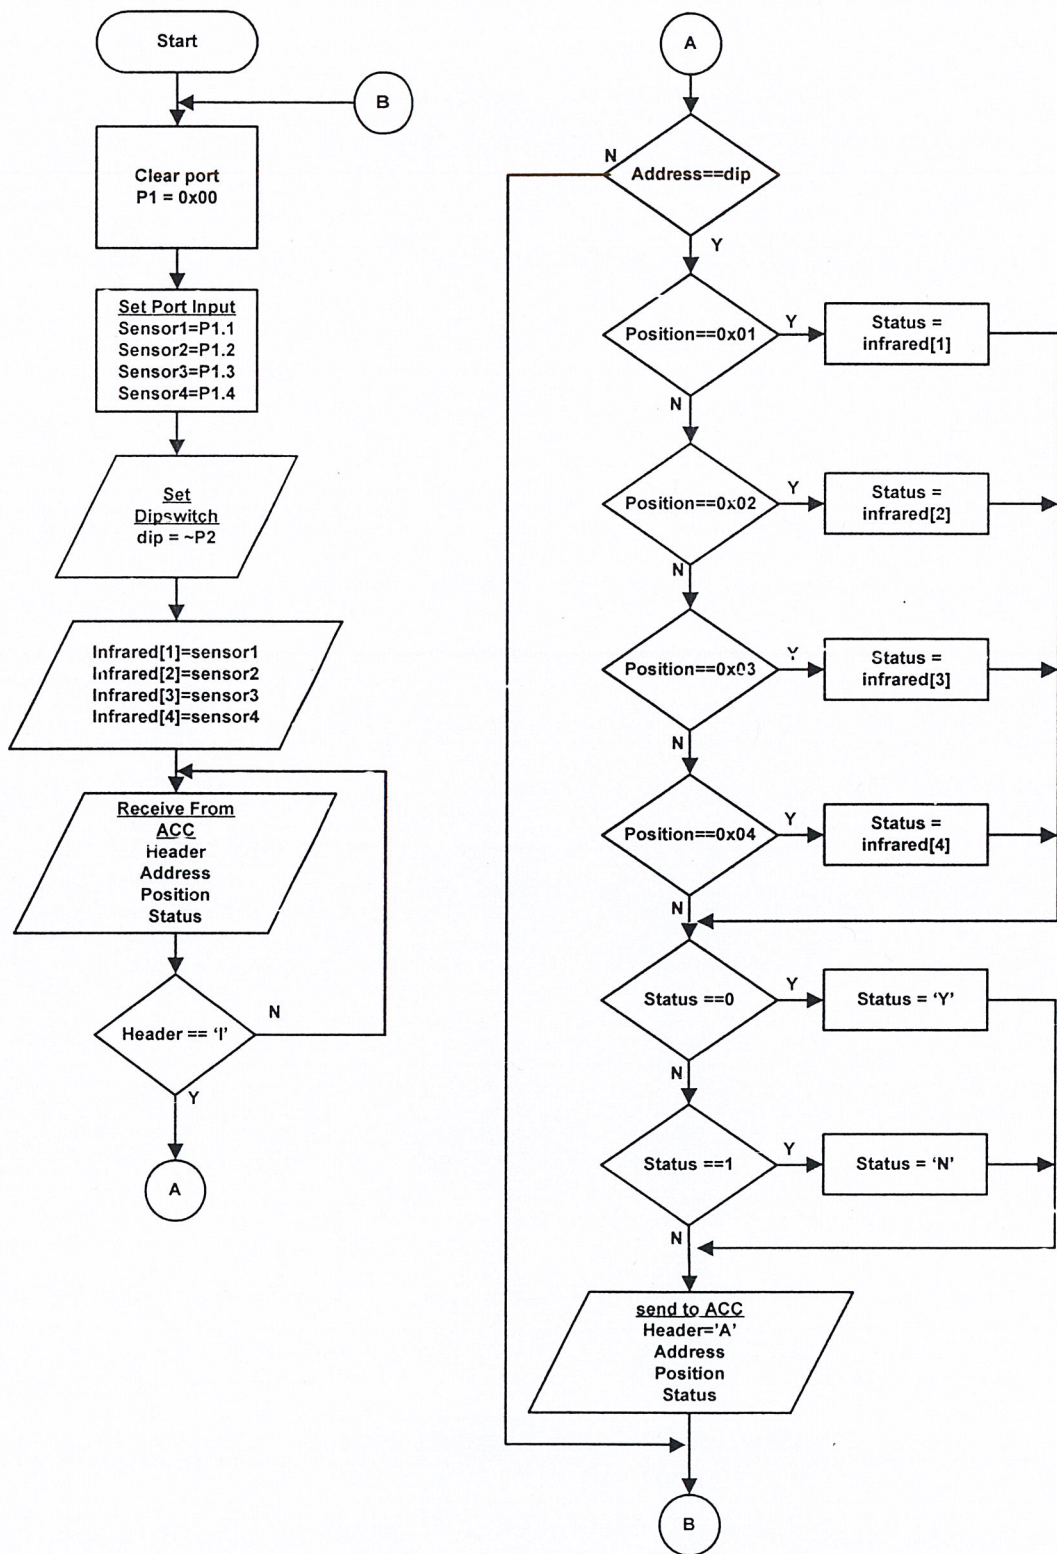 Start
B
Clear port
P1 = 0x00
Set Port Input
Sensor1=P1.1
Sensor2=P1.2
Sensor3=P1.3
Sensor4=P1.4
Set
Dipswitch
dip = ~P2
Infrared[1]=sensor1
Infrared[2]=sensor2
Infrared[3]=sensor3
Infrared[4]=sensor4
Receive From
ACC
Header
Address
Position
Status
Header == ‘I’
N
Y
A
A
Address==dip
N
Y
Position==0x01
Y
Status =
infrared[1]
N
Position==0x02
Y
Status =
infrared[2]
N
Position==0x03
Y
Status =
infrared[3]
N
Position==0x04
Y
Status =
infrared[4]
N
Status ==0
Y
Status = ‘Y’
N
Status ==1
Y
Status = ‘N’
N
send to ACC
Header=’A’
Address
Position
Status
B